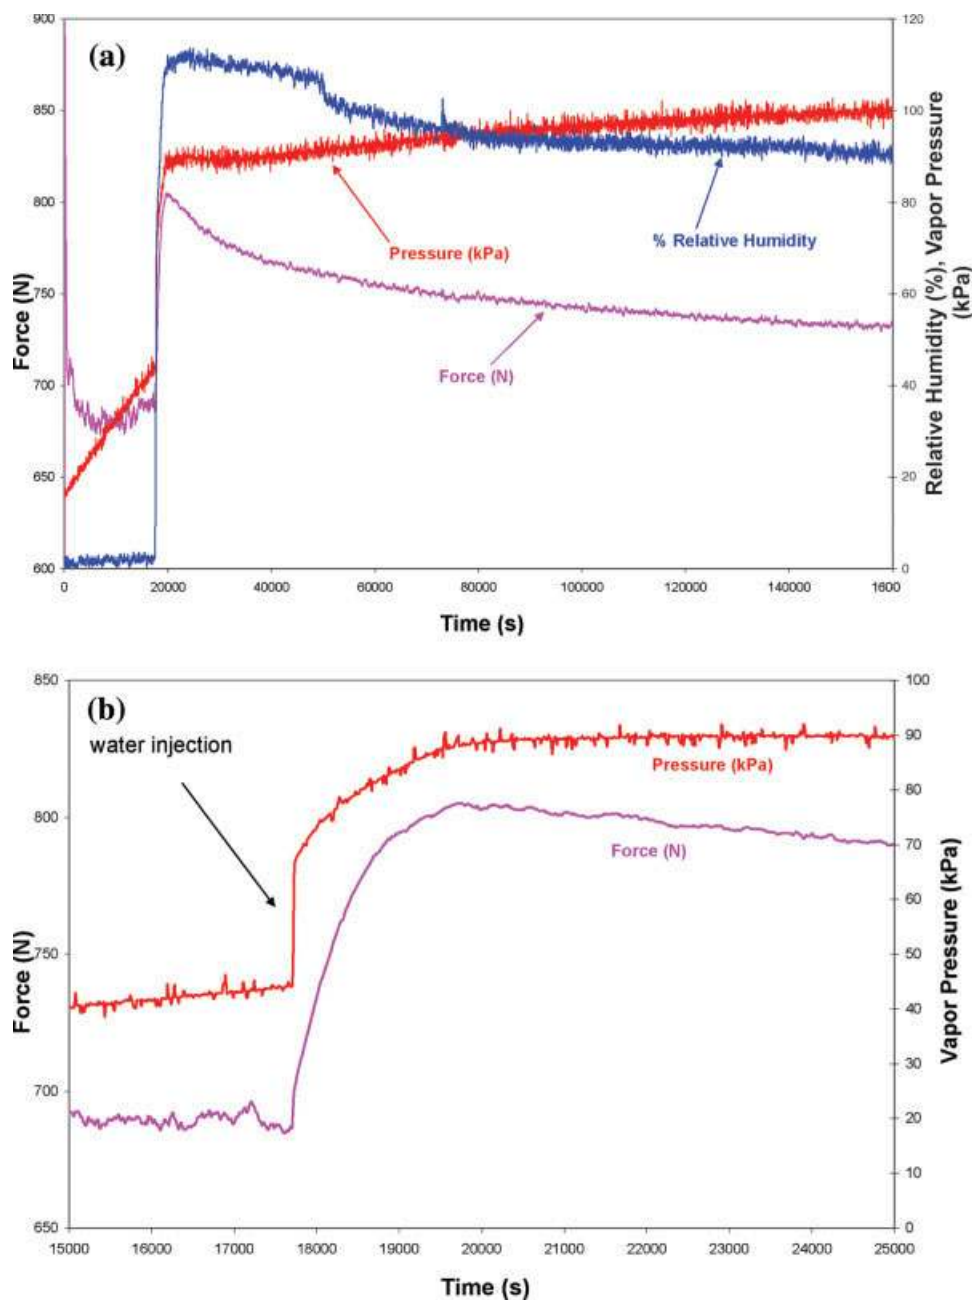 (a)
900
850
800
750
700
650
600
Force (N)
120
100
80
60
40
20
0
Relative Humidity (%), Vapor Pressure
(kPa)
Pressure (kPa)
% Relative Humidity
Force (N)
0 20000 40000 60000 80000 100000 120000 140000 1600
Time (s)
(b)
water injection
850
800
750
700
650
Force (N)
100
90
80
70
60
50
40
30
20
10
0
Vapor Pressure (kPa)
Pressure (kPa)
Force (N)
15000 16000 17000 18000 19000 20000 21000 22000 23000 24000 25000
Time (s)